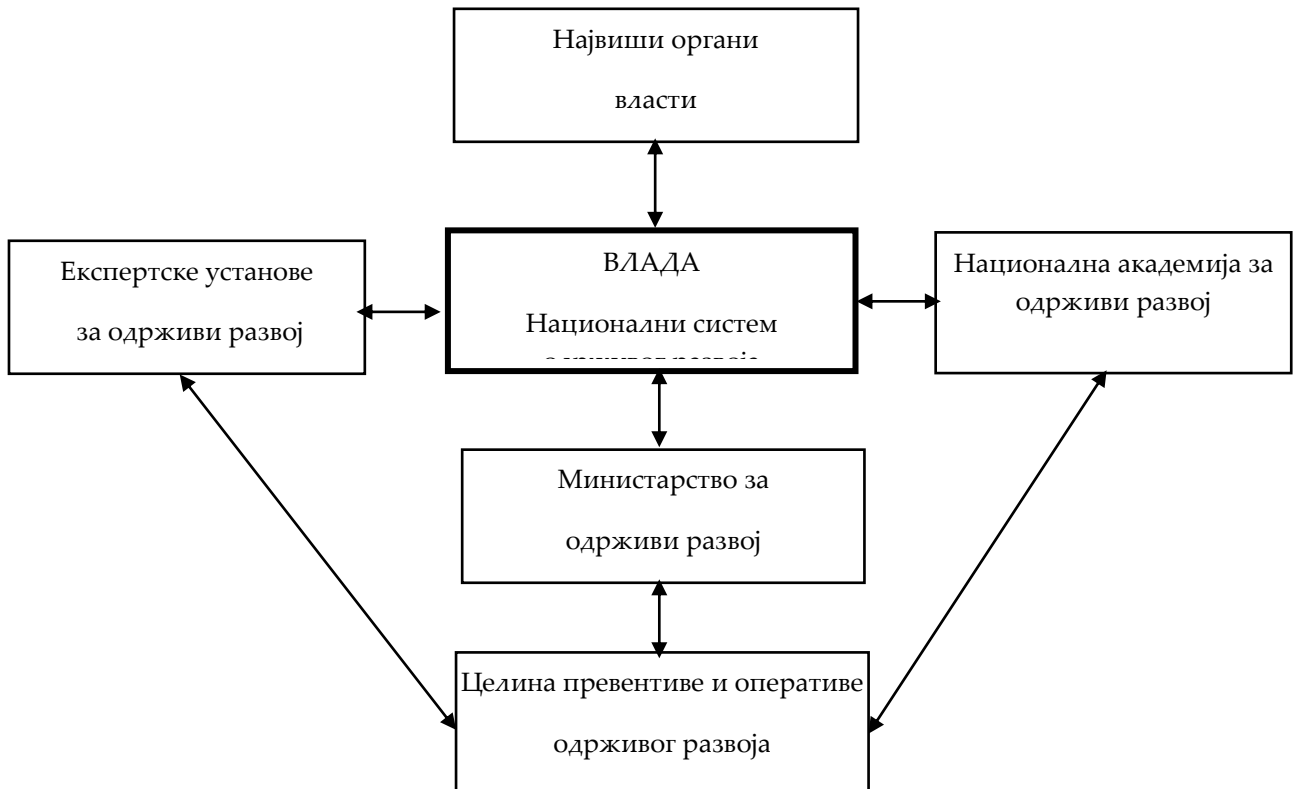 Највиши органи
власти
Експертске установе
за одрживи развој
ВЛАДА
Национални систем
Национална академија за
одрживи развој
Министарство за
одрживи развој
Целина превентиве и оперативе
одрживог развоја